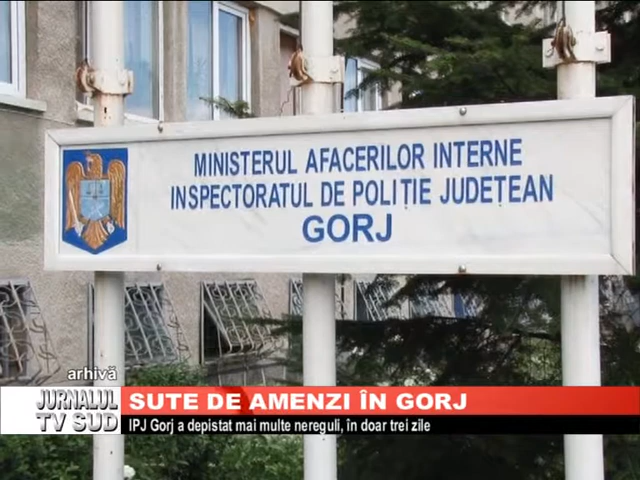 MINISTERUL AFACERILOR INTERNE
INSPECTORATUL DE POLIȚIE JUDEȚEAN
GORJ
arhivă
JURNALUL
TV SUD
SUTE DE AMENZI ÎN GORJ
IPJ Gorj a depistat mai multe nereguli, în doar trei zile